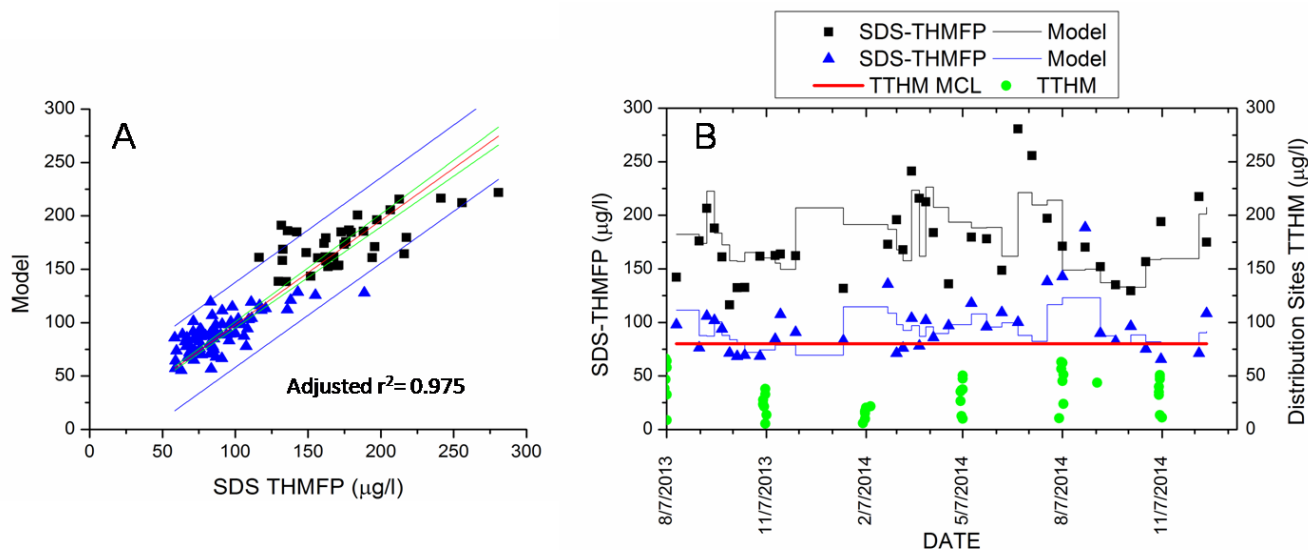 SDS-THMFP Model
SDS-THMFP Model
TTHM MCL TTHM
A
300
250
200
150
100
50
0
Model
Adjusted r²= 0.975
0 50 100 150 200 250 300
SDS THMFP (μg/l)
B
300
250
200
150
100
50
0
SDS-THMFP (μg/l)
300
250
200
150
100
50
0
Distribution Sites TTHM (μg/l)
8/7/2013
11/7/2013
2/7/2014
5/7/2014
8/7/2014
11/7/2014
DATE